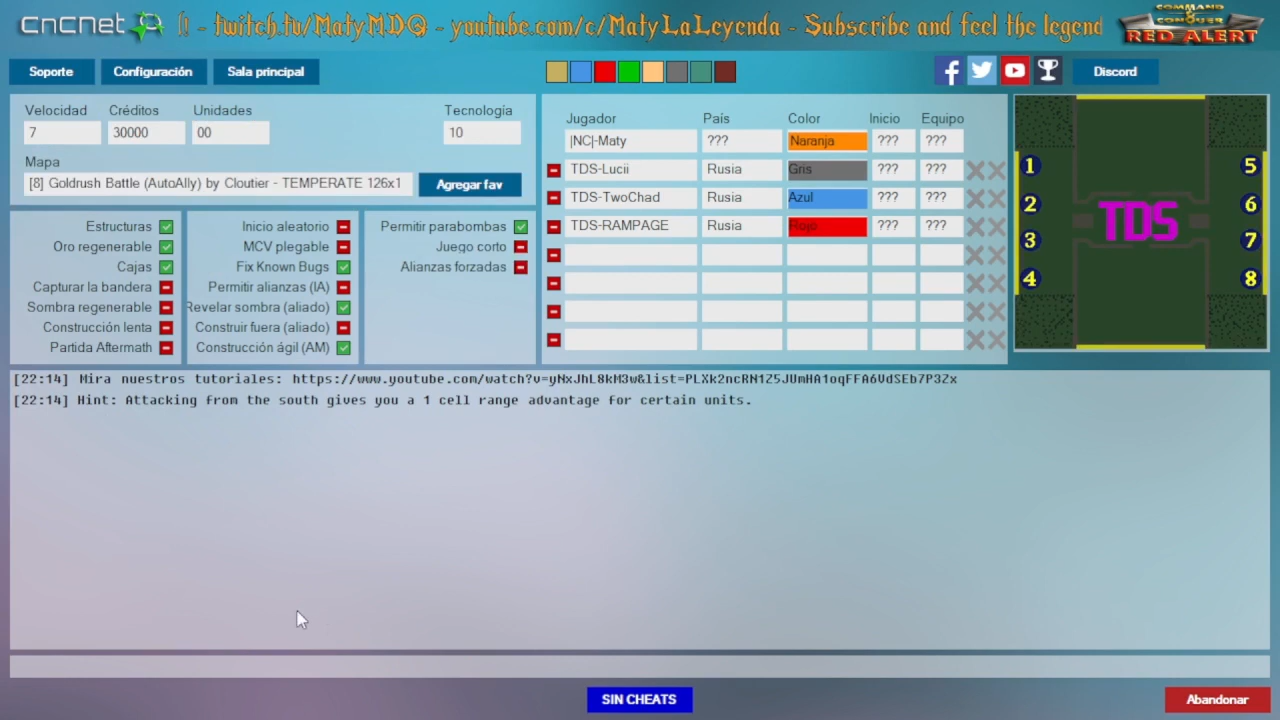 CnCNet () - twitch.tv/MatyMDQ - youtube.com/c/MatyLaLeyenda - Subscribe and feel the legend COMMAND & CONQUER RED ALERT
Soporte Configuración Sala principal Discord
Velocidad Créditos Unidades Tecnología
7 30000 00 10
Mapa
[8] Goldrush Battle (AutoAlly) by Cloutier - TEMPERATE 126x1 Agregar fav
Estructuras
Oro regenerable
Cajas
Capturar la bandera
Sombra regenerable
Construcción lenta
Partida Aftermath
Inicio aleatorio
MCV plegable
Fix Known Bugs
Permitir alianzas (IA)
Revelar sombra (aliado)
Construir fuera (aliado)
Construcción ágil (AM)
Permitir parabombas
Juego corto
Alianzas forzadas
Jugador País Color Inicio Equipo
|NC|-Maty ??? Naranja ??? ???
TDS-Lucii Rusia Gris ??? ???
TDS-TwoChad Rusia Azul ??? ???
TDS-RAMPAGE Rusia Rojo ??? ???
1 5
2 6
TDS
3 7
4 8
[22:14] Mira nuestros tutoriales: https://www.youtube.com/watch?v=yNxJhL8kM3w&list=PLXk2ncRN1Z5JUmHA1oqFFA6VdSEb7P3Zx
[22:14] Hint: Attacking from the south gives you a 1 cell range advantage for certain units.
SIN CHEATS Abandonar